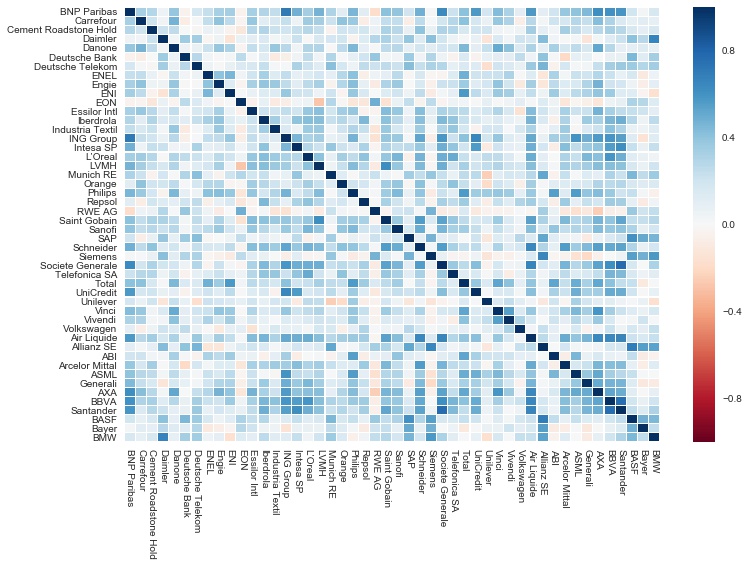 BNP Paribas
Carrefour
Cement Roadstone Hold
Daimler
Danone
Deutsche Bank
Deutsche Telekom
ENEL
Engie
ENI
EON
Essilor Intl
Iberdrola
Industria Textil
ING Group
Intesa SP
L'Oreal
LVMH
Munich RE
Orange
Philips
Repsol
RWE AG
Saint Gobain
Sanofi
SAP
Schneider
Siemens
Societe Generale
Telefonica SA
Total
UniCredit
Unilever
Vinci
Vivendi
Volkswagen
Air Liquide
Allianz SE
ABI
Arcelor Mittal
ASML
Generali
AXA
BBVA
Santander
BASF
Bayer
BMW
BNP Paribas
Carrefour
Cement Roadstone Hold
Daimler
Danone
Deutsche Bank
Deutsche Telekom
ENEL
Engie
ENI
EON
Essilor Intl
Iberdrola
Industria Textil
ING Group
Intesa SP
L'Oreal
LVMH
Munich RE
Orange
Philips
Repsol
RWE AG
Saint Gobain
Sanofi
SAP
Schneider
Siemens
Societe Generale
Telefonica SA
Total
UniCredit
Unilever
Vinci
Vivendi
Volkswagen
Air Liquide
Allianz SE
ABI
Arcelor Mittal
ASML
Generali
AXA
BBVA
Santander
BASF
Bayer
BMW
0.8
0.4
0.0
−0.4
−0.8